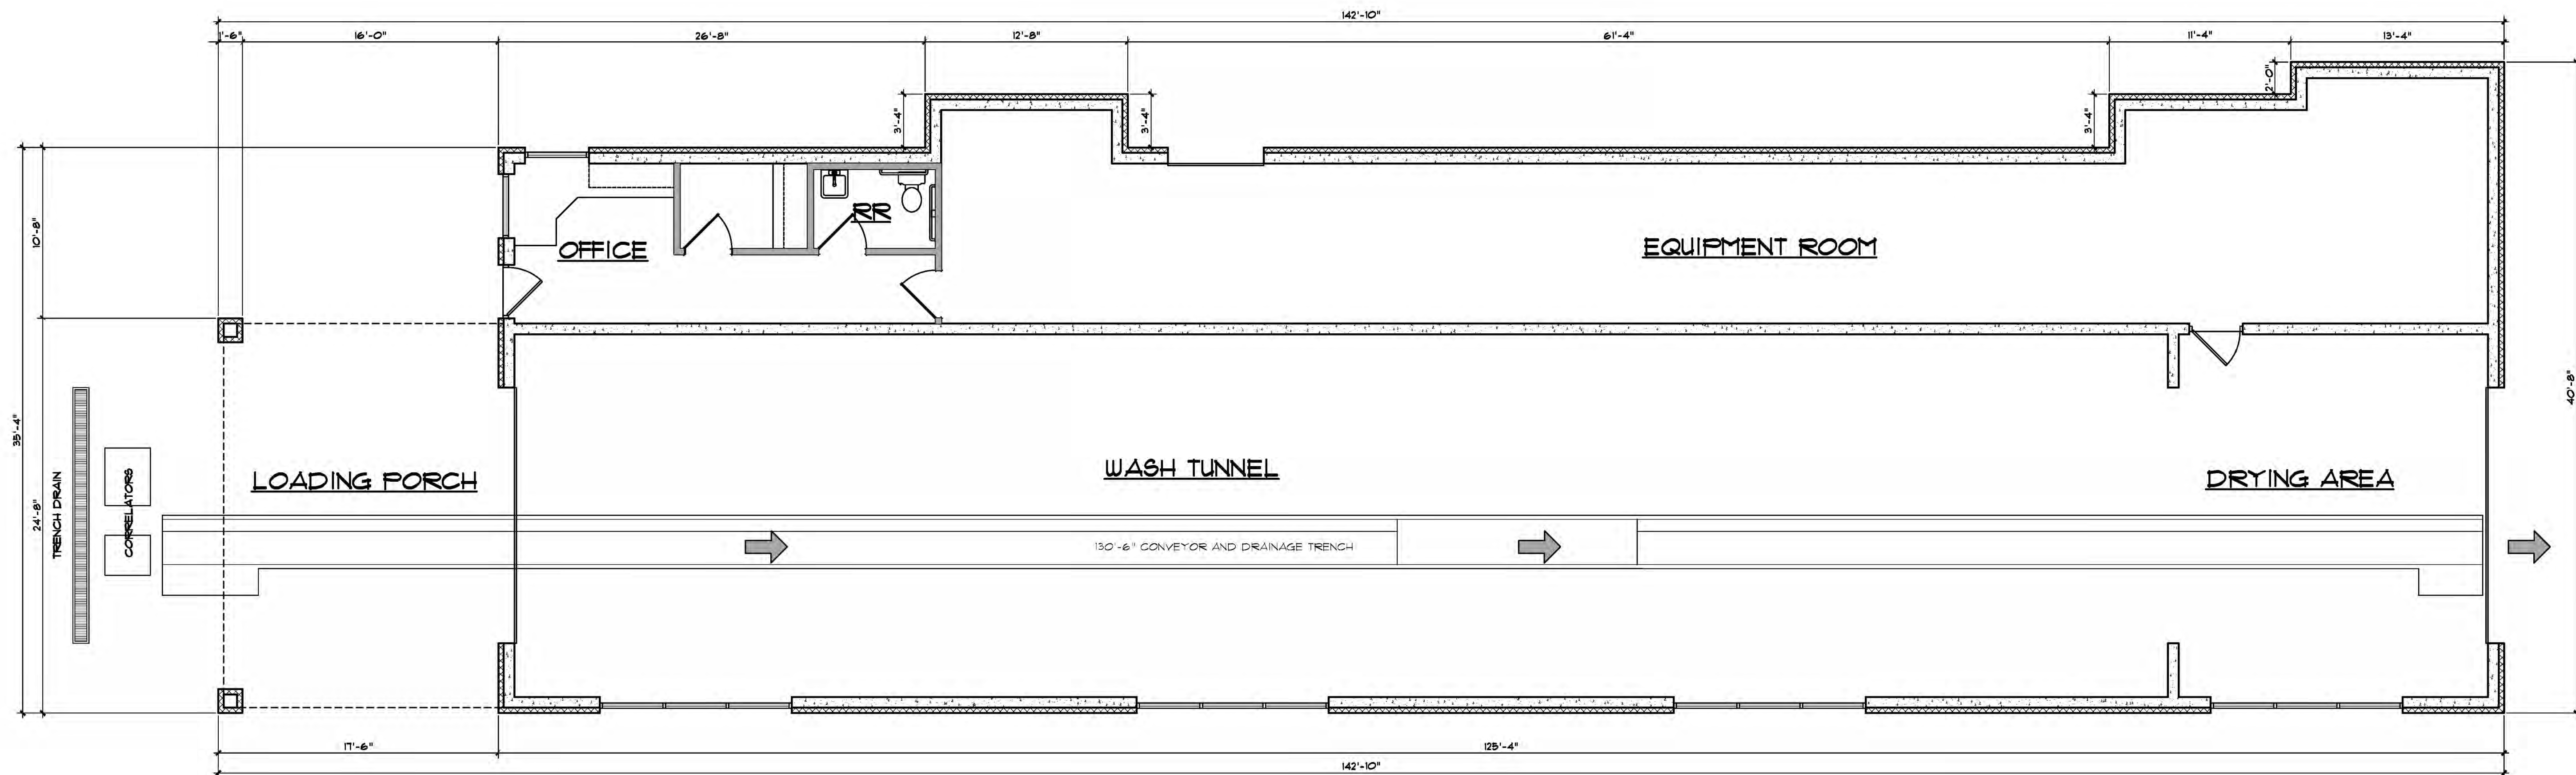 142'-10"
1'-6"
16'-0"
26'-8"
12'-8"
61'-4"
11'-4"
13'-4"
2'-0"
3'-4"
3'-4"
3'-4"
10'-8"
RR
OFFICE
EQUIPMENT ROOM
35'-4"
24'-8"
40'-8"
TRENCH DRAIN
CORRELATORS
LOADING PORCH
WASH TUNNEL
DRYING AREA
130'-6" CONVEYOR AND DRAINAGE TRENCH
17'-6"
125'-4"
142'-10"